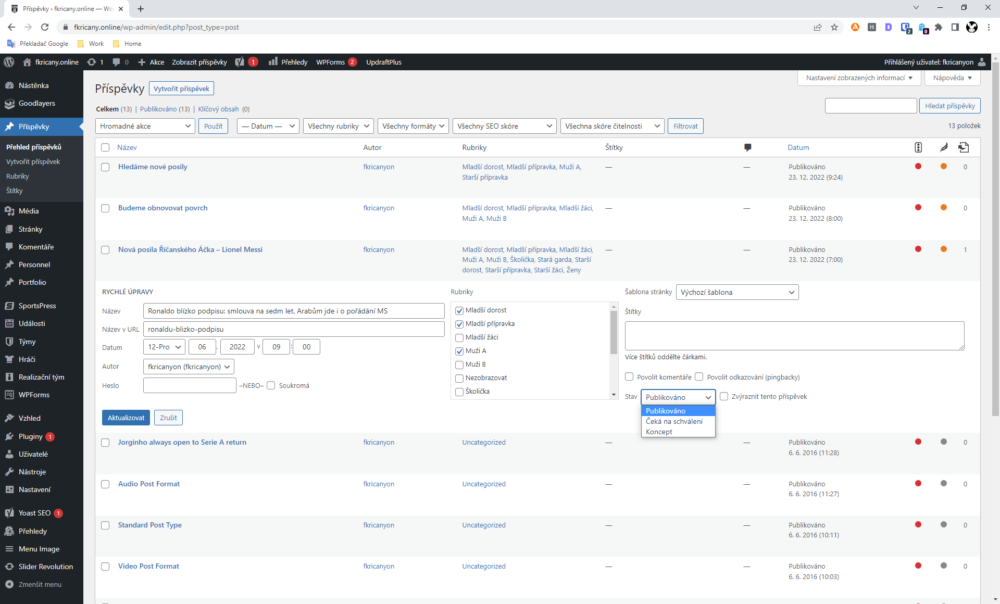 Příspěvky ‹ fkricany.online — Wo
fkricany.online/wp-admin/edit.php?post_type=post
H
D
2
0
Překladač Google
Work
Home
fkricany.online
1
0
Akce
Zobrazit příspěvky
1
Přehledy
WPForms 2
UpdraftPlus
Přihlášený uživatel: fkricanyon
Nástěnka
Goodlayers
Příspěvky
Přehled příspěvků
Vytvořit příspěvek
Rubriky
Štítky
Média
Stránky
Komentáře
Personnel
Portfolio
SportsPress
Události
Týmy
Hráči
Realizační tým
WPForms
Vzhled
Pluginy 1
Uživatelé
Nástroje
Nastavení
Yoast SEO 1
Přehledy
Menu Image
Slider Revolution
Zmenšit menu
Nastavení zobrazených informací
Nápověda
Příspěvky
Vytvořit příspěvek
Celkem (13) | Publikováno (13) | Klíčový obsah (0)
Hledat příspěvky
Hromadné akce
Použít
— Datum —
Všechny rubriky
Všechny formáty
Všechny SEO skóre
Všechna skóre čitelnosti
Filtrovat
13 položek
Název
Autor
Rubriky
Štítky
Datum
Hledáme nové posily
fkricanyon
Mladší dorost, Mladší přípravka, Muži A,
Starší přípravka
—
—
Publikováno
23. 12. 2022 (9:24)
0
Budeme obnovovat povrch
fkricanyon
Mladší dorost, Mladší přípravka, Mladší žáci,
Muži A, Muži B
—
—
Publikováno
23. 12. 2022 (8:00)
0
Nová posila Říčanského Áčka – Lionel Messi
fkricanyon
Mladší dorost, Mladší přípravka, Mladší žáci,
Muži A, Muži B, Školička, Stará garda, Starší
dorost, Starší přípravka, Starší žáci, Ženy
—
—
Publikováno
23. 12. 2022 (7:00)
1
RYCHLÉ ÚPRAVY
Název
Ronaldo blízko podpisu: smlouva na sedm let, Arabům jde i o pořádání MS
Název v URL
ronaldu-blizko-podpisu
Datum
12-Pro 06, 2022 v 09 : 00
Autor
fkricanyon (fkricanyon)
Heslo
–NEBO–
Soukromá
Aktualizovat
Zrušit
Rubriky
Mladší dorost
Mladší přípravka
Mladší žáci
Muži A
Muži B
Nezobrazovat
Školička
Šablona stránky
Výchozí šablona
Štítky
Více štítků oddělte čárkami.
Povolit komentáře
Povolit odkazování (pingbacky)
Stav
Publikováno
Zvýraznit tento příspěvek
Publikováno
Čeká na schválení
Koncept
Jorginho always open to Serie A return
fkricanyon
Uncategorized
—
—
Publikováno
6. 6. 2016 (11:28)
0
Audio Post Format
fkricanyon
Uncategorized
—
—
Publikováno
6. 6. 2016 (11:27)
0
Standard Post Type
fkricanyon
Uncategorized
—
—
Publikováno
6. 6. 2016 (10:11)
0
Video Post Format
fkricanyon
Uncategorized
—
—
Publikováno
6. 6. 2016 (10:03)
0